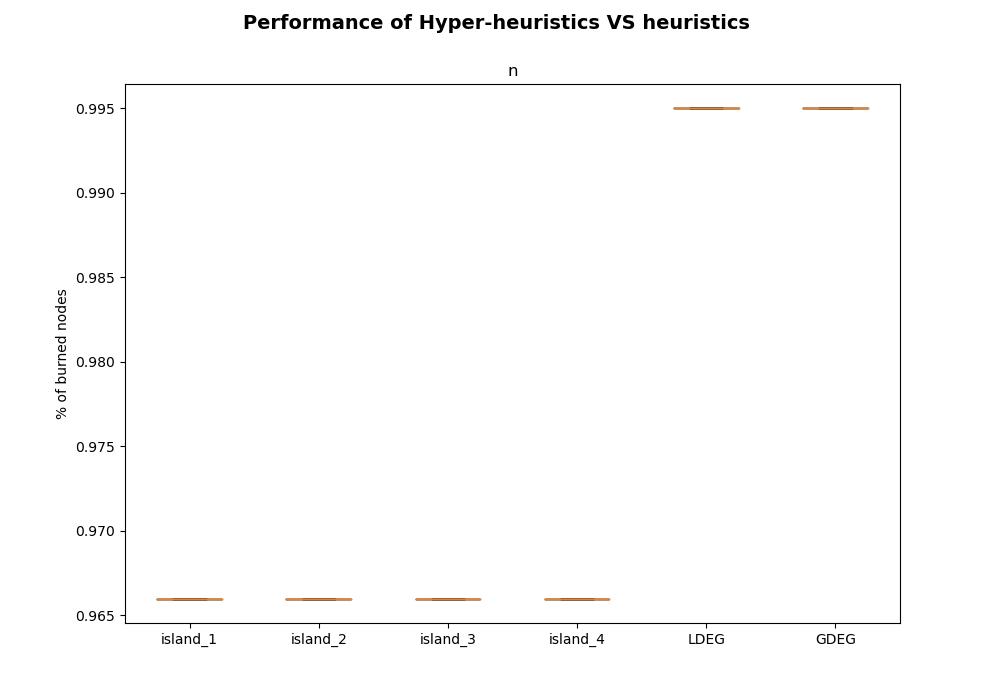 Performance of Hyper-heuristics VS heuristics
n
% of burned nodes
0.995
0.990
0.985
0.980
0.975
0.970
0.965
island_1 island_2 island_3 island_4 LDEG GDEG